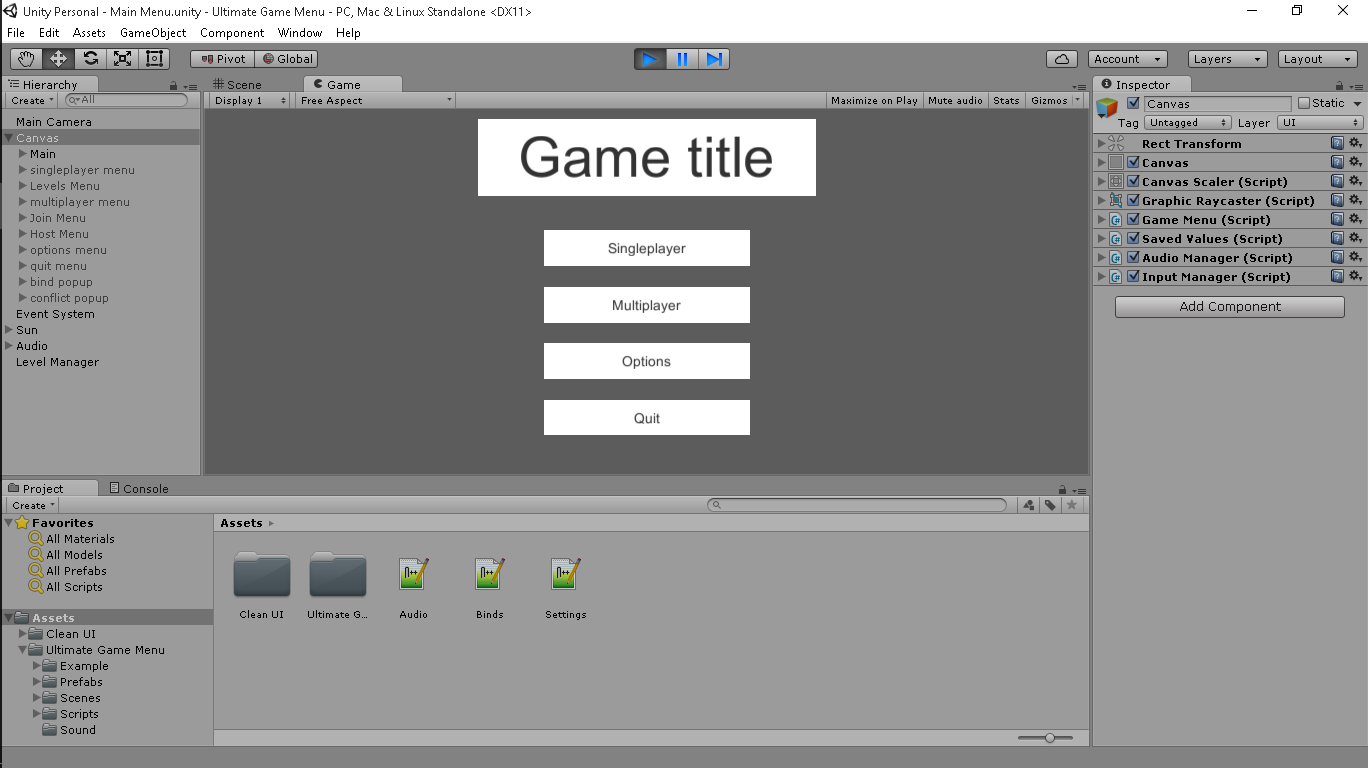 Unity Personal - Main Menu.unity - Ultimate Game Menu - PC, Mac & Linux Standalone <DX11>
File Edit Assets GameObject Component Window Help
Pivot Global Account Layers Layout
Hierarchy
Create All
Main Camera
Canvas
Main
singleplayer menu
Levels Menu
multiplayer menu
Join Menu
Host Menu
options menu
quit menu
bind popup
conflict popup
Event System
Sun
Audio
Level Manager
Scene Game
Display 1 Free Aspect Maximize on Play Mute audio Stats Gizmos
Game title
Singleplayer
Multiplayer
Options
Quit
Inspector
Canvas Static
Tag Untagged Layer UI
Rect Transform
Canvas
Canvas Scaler (Script)
Graphic Raycaster (Script)
Game Menu (Script)
Saved Values (Script)
Audio Manager (Script)
Input Manager (Script)
Add Component
Project Console
Create
Favorites
All Materials
All Models
All Prefabs
All Scripts
Assets
Clean UI
Ultimate Game Menu
Example
Prefabs
Scenes
Scripts
Sound
Assets
Clean UI Ultimate G... Audio Binds Settings